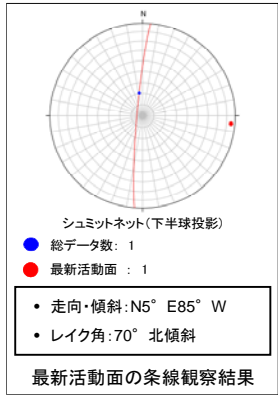 N
シュミットネット(下半球投影)
総データ数: 1
最新活動面 : 1
• 走向・傾斜:N5° E85° W
• レイク角:70° 北傾斜
最新活動面の条線観察結果